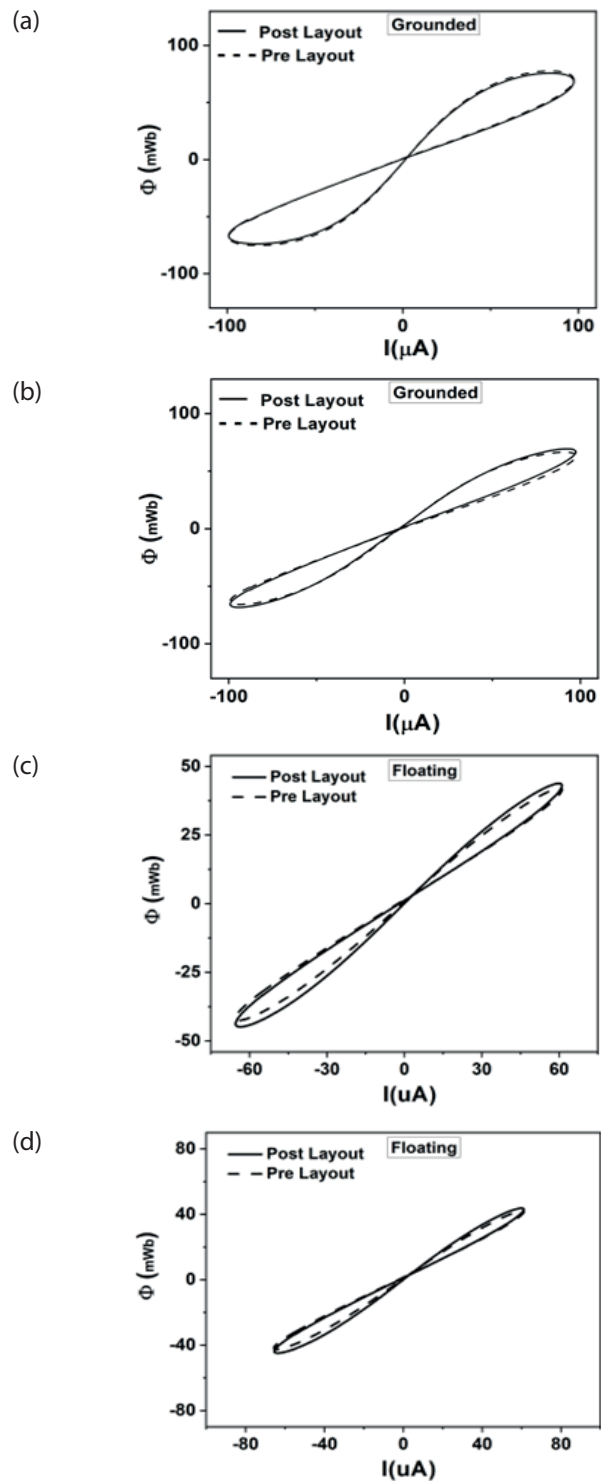 (a)
Post Layout
Pre Layout
Grounded
100
0
-100
Φ (mWb)
-100 0 100
I(μA)
(b)
Post Layout
Pre Layout
Grounded
100
0
-100
Φ (mWb)
-100 0 100
I(μA)
(c)
Post Layout
Pre Layout
Floating
50
25
0
-25
-50
Φ (mWb)
-60 -30 0 30 60
I(uA)
(d)
Post Layout
Pre Layout
Floating
80
40
0
-40
-80
Φ (mWb)
-80 -40 0 40 80
I(uA)